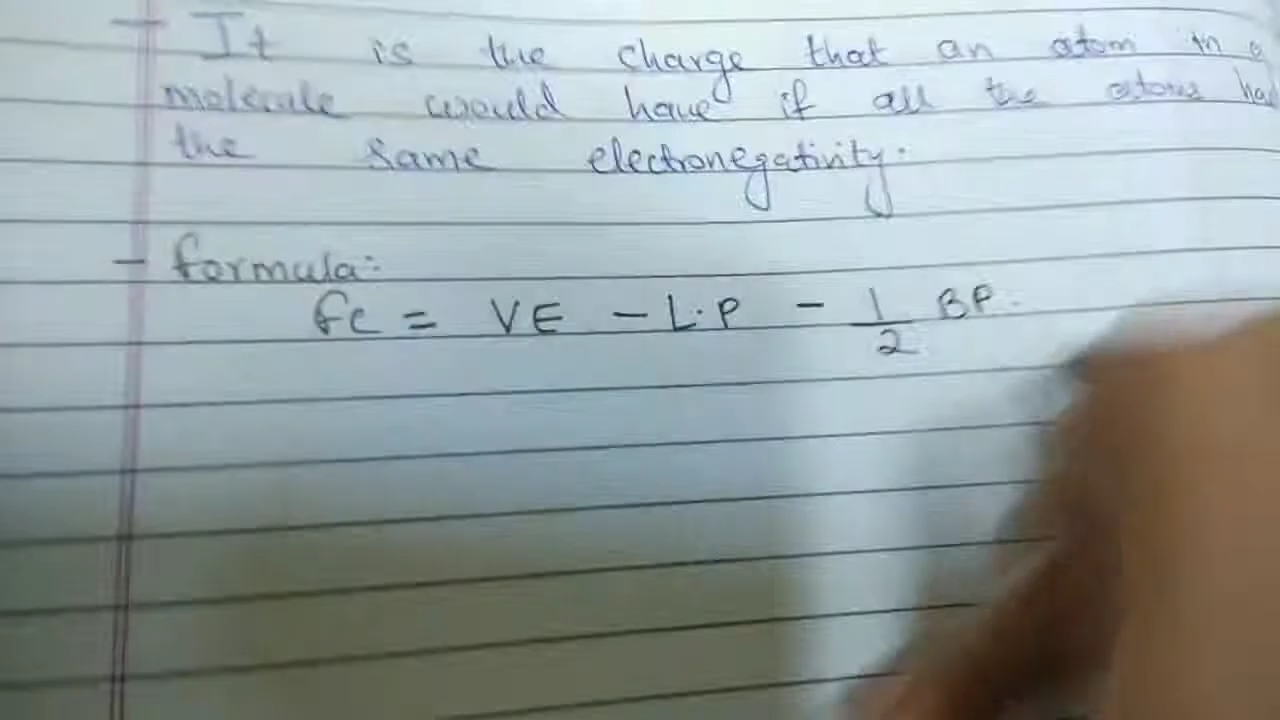 - It is the charge that an atom in a
molecule would have if all the atoms had
the same electronegativity.
- formula:
fc = VE - L.P - 1/2 BP.